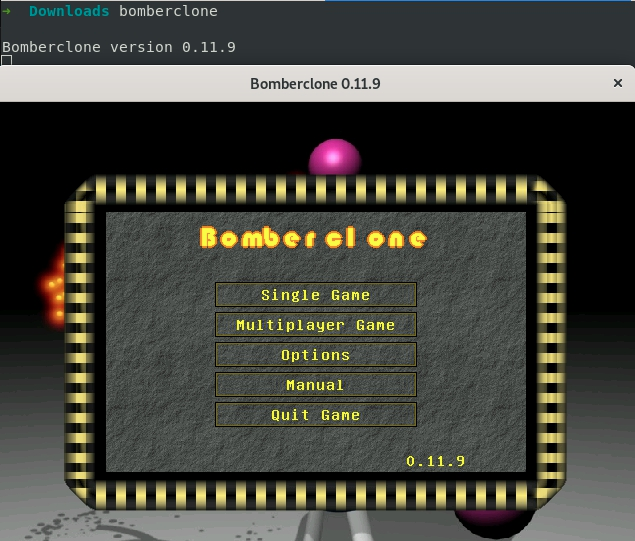 → Downloads bomberclone
Bomberclone version 0.11.9
Bomberclone 0.11.9
×
Bomberclone
Single Game
Multiplayer Game
Options
Manual
Quit Game
0.11.9